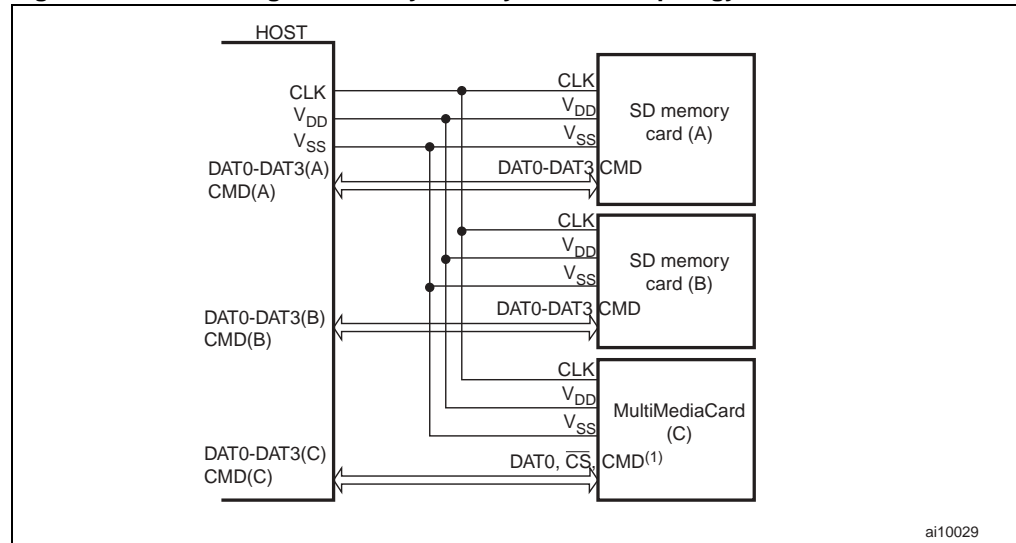 HOST
CLK
VDD
VSS
DAT0-DAT3(A)
CMD(A)
CLK
VDD
VSS
DAT0-DAT3 CMD
SD memory
card (A)
CLK
VDD
VSS
DAT0-DAT3 CMD
SD memory
card (B)
DAT0-DAT3(B)
CMD(B)
CLK
VDD
VSS
DAT0, CS, CMD(1)
MultiMediaCard
(C)
DAT0-DAT3(C)
CMD(C)
ai10029